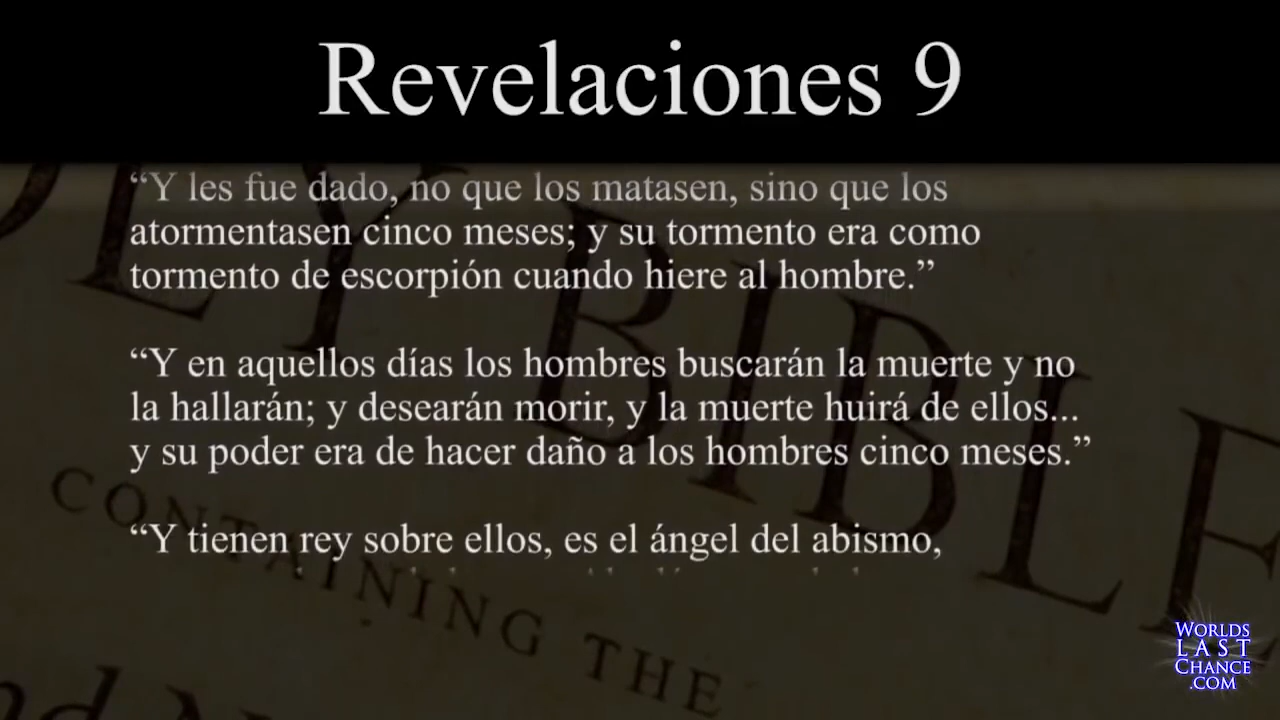 Revelaciones 9
“Y les fue dado, no que los matasen, sino que los
atormentasen cinco meses; y su tormento era como
tormento de escorpión cuando hiere al hombre.”
“Y en aquellos días los hombres buscarán la muerte y no
la hallarán; y desearán morir, y la muerte huirá de ellos...
y su poder era de hacer daño a los hombres cinco meses.”
“Y tienen rey sobre ellos, es el ángel del abismo,
BIBLE
CONTAINING THE
WORLDS
LAST
CHANCE
.COM